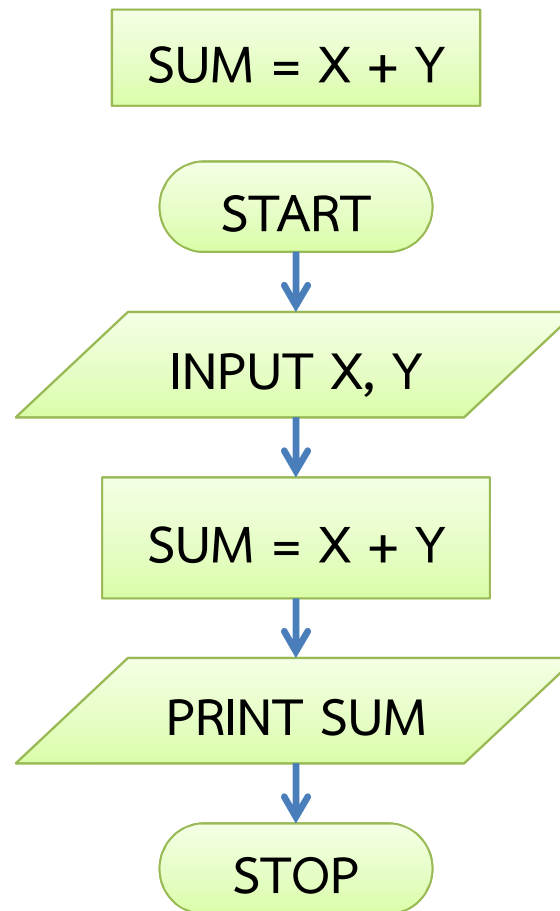 SUM = X + Y
START
INPUT X, Y
SUM = X + Y
PRINT SUM
STOP